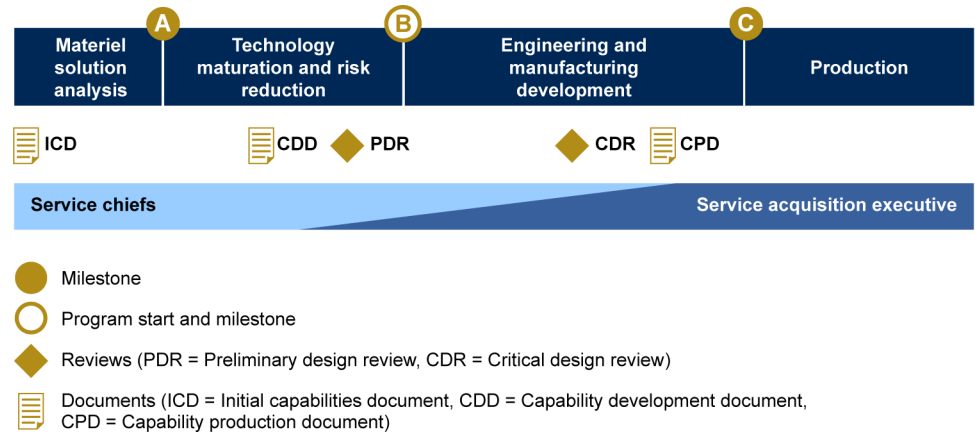 A
B
C
Materiel
solution
analysis
Technology
maturation and risk
reduction
Engineering and
manufacturing
development
Production
ICD
CDD
PDR
CDR
CPD
Service chiefs
Service acquisition executive
Milestone
Program start and milestone
Reviews (PDR = Preliminary design review, CDR = Critical design review)
Documents (ICD = Initial capabilities document, CDD = Capability development document,
CPD = Capability production document)